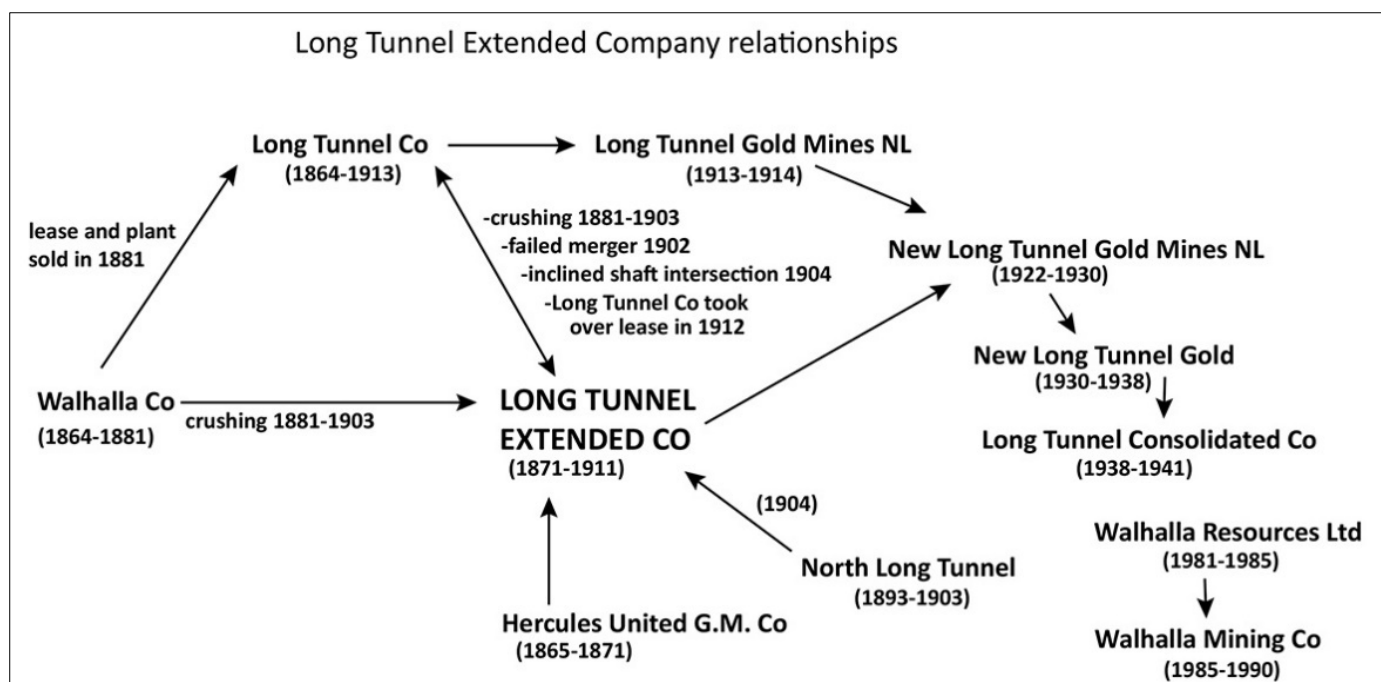 Long Tunnel Extended Company relationships
Long Tunnel Co
(1864-1913)
Long Tunnel Gold Mines NL
(1913-1914)
lease and plant
sold in 1881
-crushing 1881-1903
-failed merger 1902
-inclined shaft intersection 1904
-Long Tunnel Co took
over lease in 1912
New Long Tunnel Gold Mines NL
(1922-1930)
New Long Tunnel Gold
(1930-1938)
Walhalla Co
(1864-1881)
crushing 1881-1903
LONG TUNNEL
EXTENDED CO
(1871-1911)
Long Tunnel Consolidated Co
(1938-1941)
(1904)
North Long Tunnel
(1893-1903)
Hercules United G.M. Co
(1865-1871)
Walhalla Resources Ltd
(1981-1985)
Walhalla Mining Co
(1985-1990)